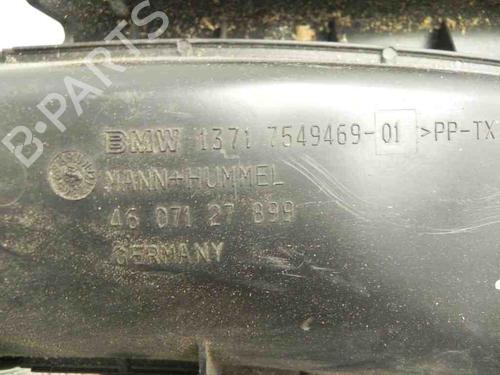 B-PARTS
BMW 1371 7549469-01 >PP-TX
MANN+HUMMEL
46 071 27 899
GERMANY